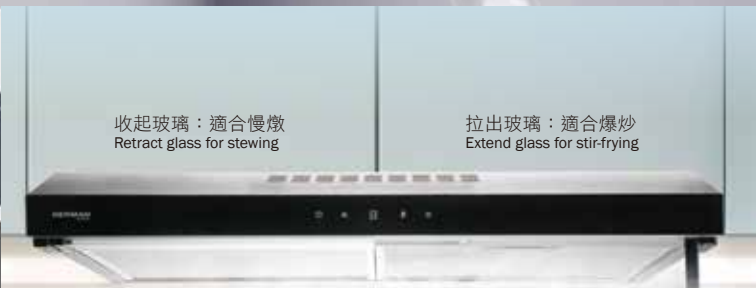 收起玻璃：適合慢燉
Retract glass for stewing
拉出玻璃：適合爆炒
Extend glass for stir-frying
GERMAN